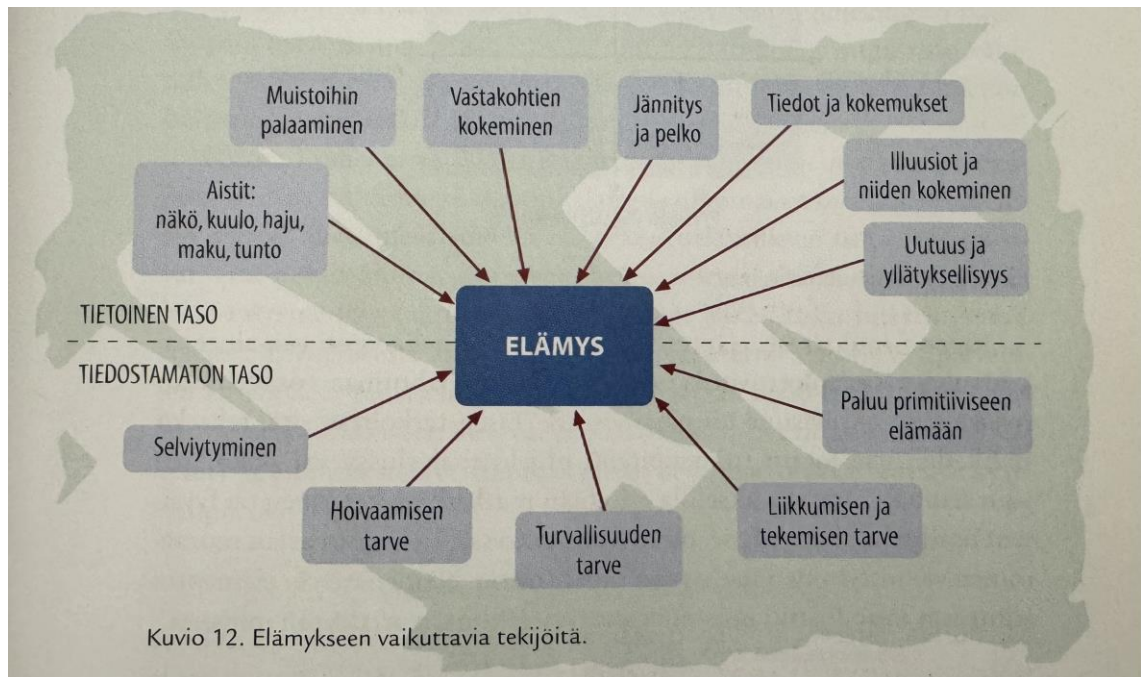 Muistoihin
palaaminen
Vastakohtien
kokeminen
Jännitys
ja pelko
Tiedot ja kokemukset
Illuusiot ja
niiden kokeminen
Aistit:
näkö, kuulo, haju,
maku, tunto
Uutuus ja
yllätyksellisyys
TIETOINEN TASO
ELÄMYS
TIEDOSTAMATON TASO
Paluu primitiiviseen
elämään
Selviytyminen
Hoivaamisen
tarve
Turvallisuuden
tarve
Liikkumisen ja
tekemisen tarve
Kuvio 12. Elämykseen vaikuttavia tekijöitä.